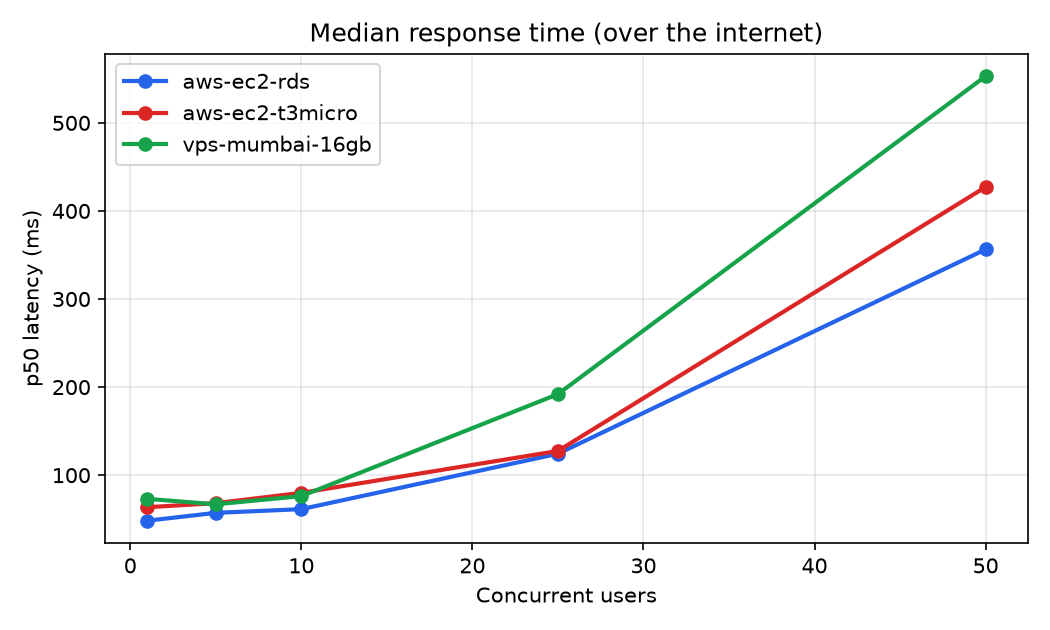 Median response time (over the internet)
aws-ec2-rds
aws-ec2-t3micro
vps-mumbai-16gb
p50 latency (ms)
500
400
300
200
100
0 10 20 30 40 50
Concurrent users